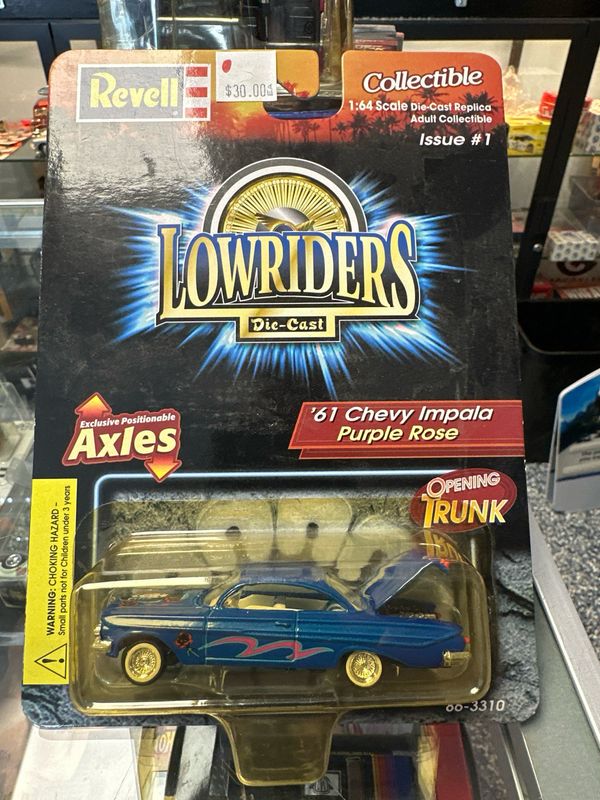 Revell
$30.00
Collectible
1:64 Scale Die-Cast Replica
Adult Collectible
Issue #1
LOWRIDERS
Die-Cast
Exclusive Positionable
Axles
'61 Chevy Impala
Purple Rose
OPENING
TRUNK
WARNING: CHOKING HAZARD -
Small parts not for Children under 3 years
66-3310